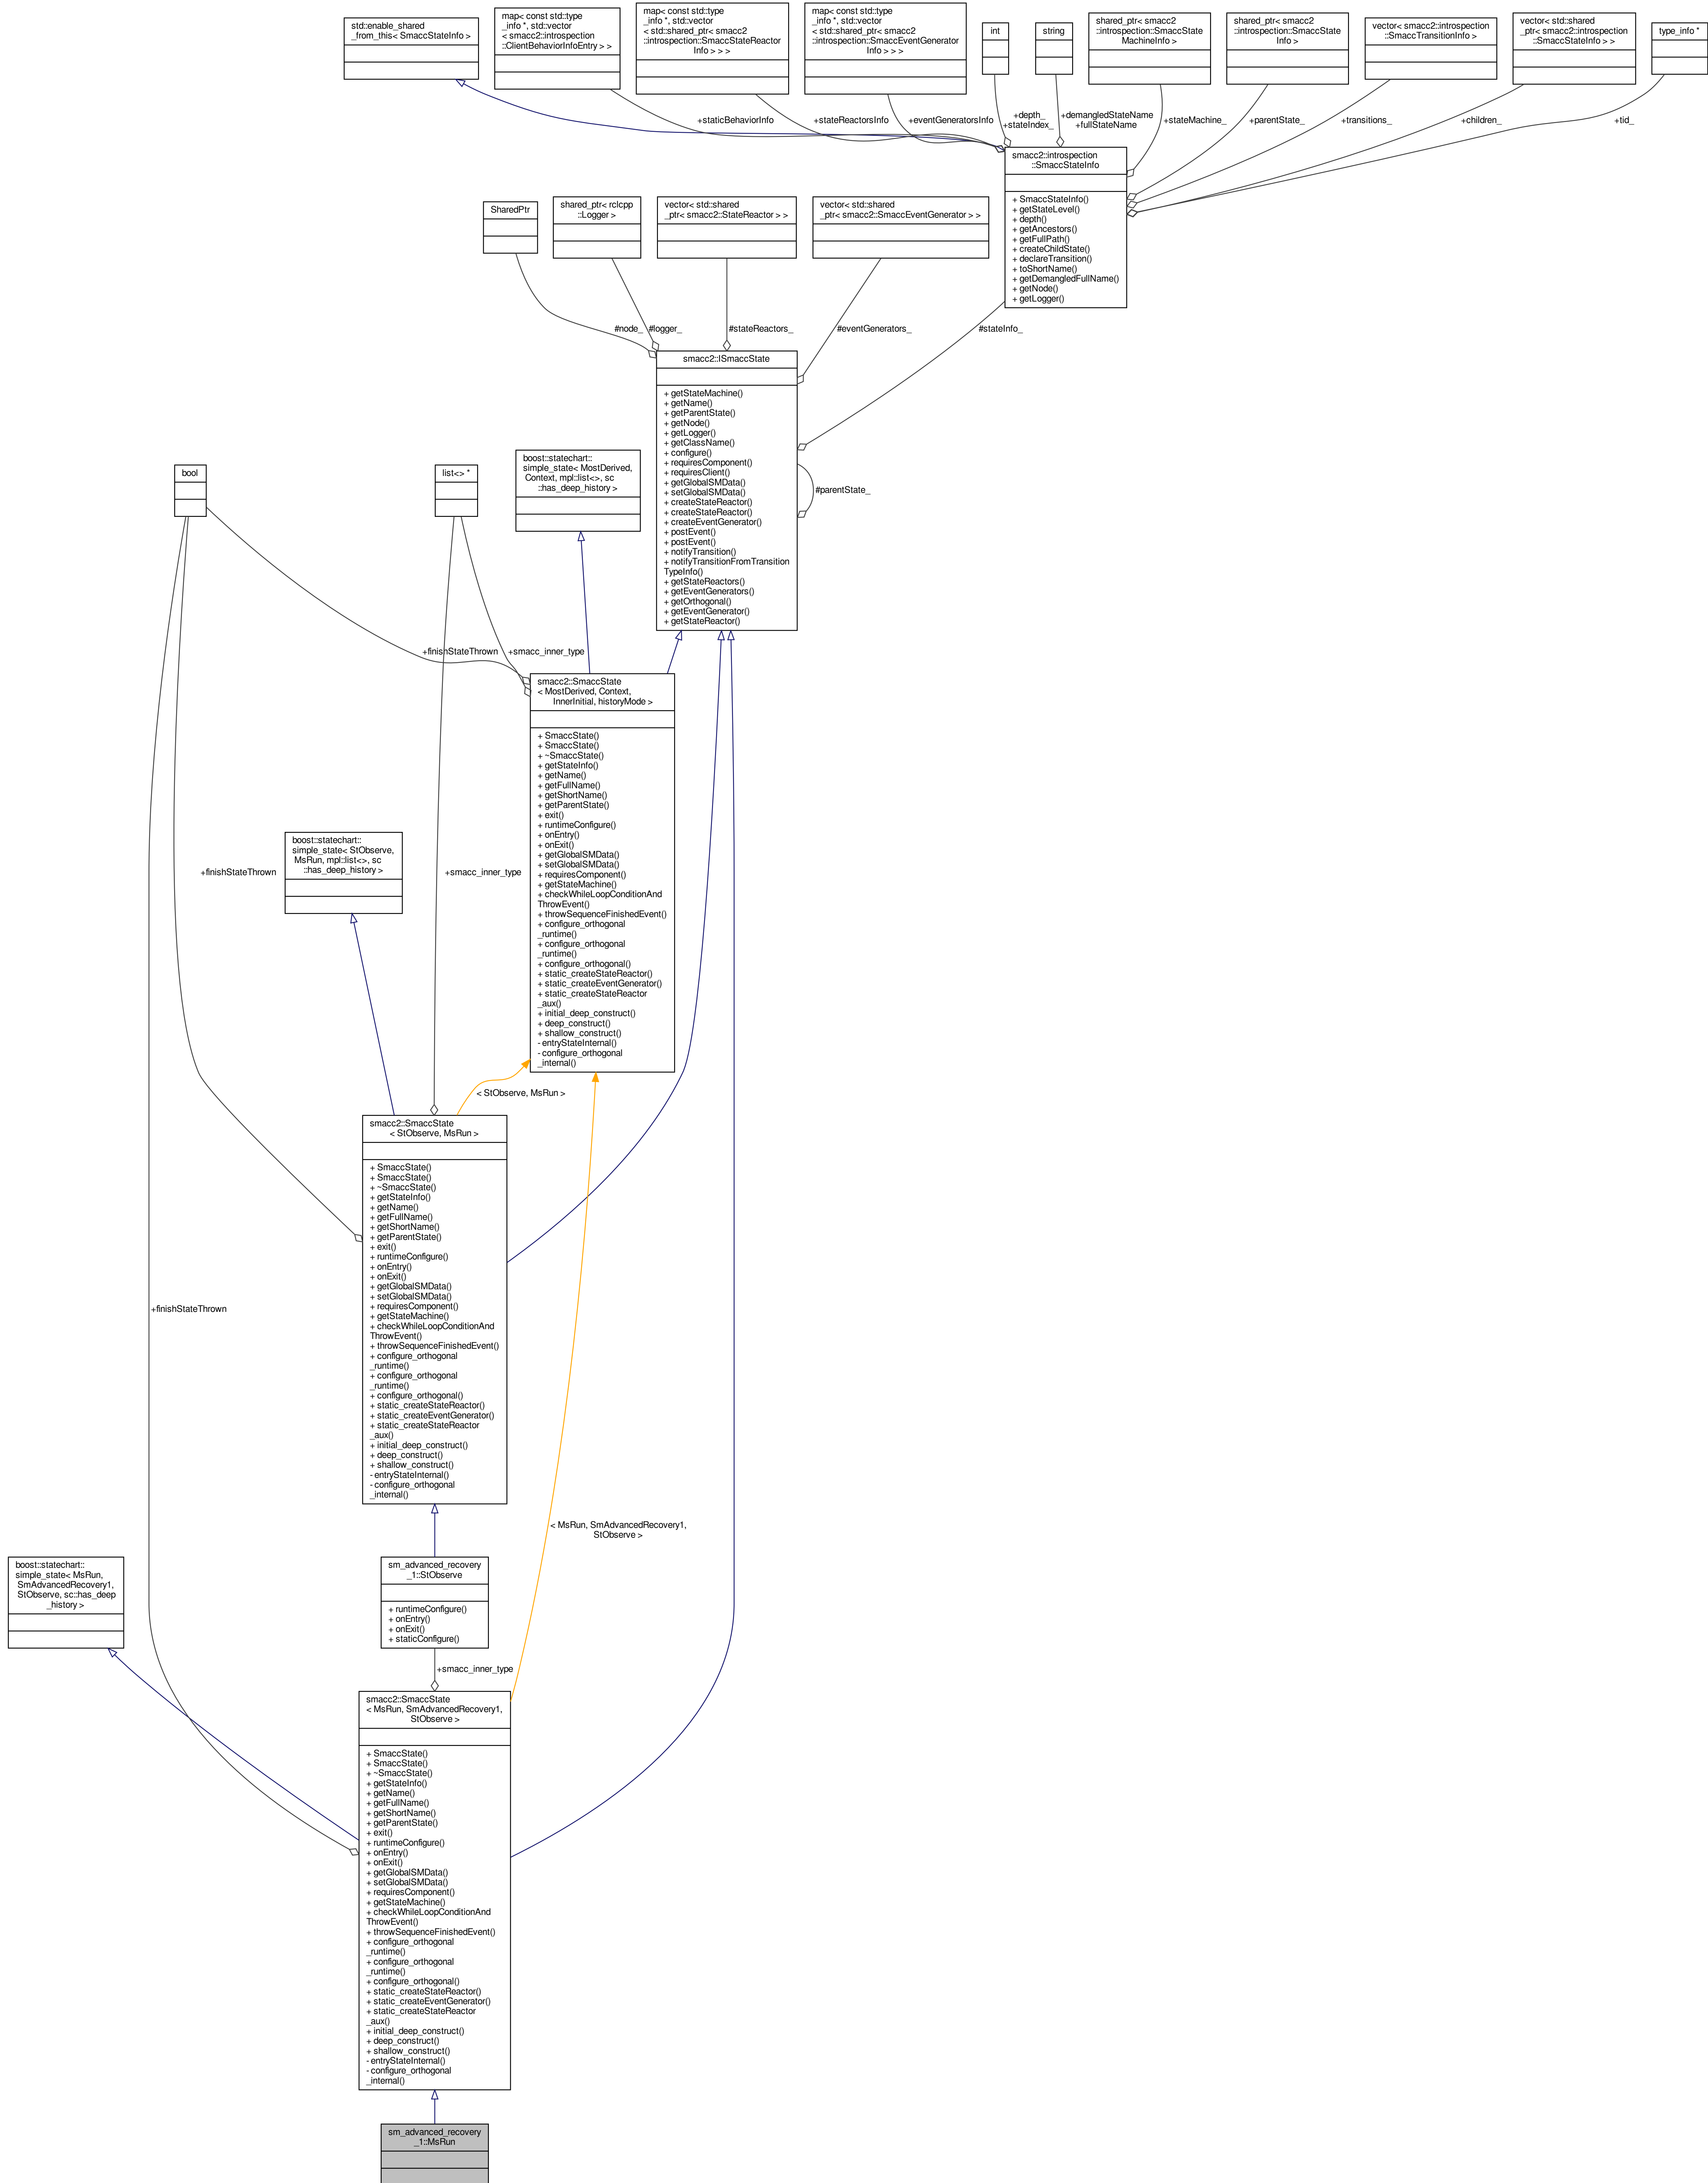 std::enable_shared
_from_this< SmaccStateInfo >
map< const std::type
_info *, std::vector
< smacc2::introspection
::ClientBehaviorInfoEntry > >
map< const std::type
_info *, std::vector
< std::shared_ptr< smacc2
::introspection::SmaccStateReactor
Info > > >
map< const std::type
_info *, std::vector
< std::shared_ptr< smacc2
::introspection::SmaccEventGenerator
Info > > >
int
string
shared_ptr< smacc2
::introspection::SmaccState
MachineInfo >
shared_ptr< smacc2
::introspection::SmaccState
Info >
vector< smacc2::introspection
::SmaccTransitionInfo >
vector< std::shared
_ptr< smacc2::introspection
::SmaccStateInfo > >
type_info *
+staticBehaviorInfo
+stateReactorsInfo
+eventGeneratorsInfo
+depth_
+stateIndex_
+demangledStateName
+fullStateName
+stateMachine_
+parentState_
+transitions_
+children_
+tid_
smacc2::introspection
::SmaccStateInfo
+ SmaccStateInfo()
+ getStateLevel()
+ depth()
+ getAncestors()
+ getFullPath()
+ createChildState()
+ declareTransition()
+ toShortName()
+ getDemangledFullName()
+ getNode()
+ getLogger()
SharedPtr
shared_ptr< rclcpp
::Logger >
vector< std::shared
_ptr< smacc2::StateReactor > >
vector< std::shared
_ptr< smacc2::SmaccEventGenerator > >
#node_
#logger_
#stateReactors_
#eventGenerators_
#stateInfo_
smacc2::ISmaccState
+ getStateMachine()
+ getName()
+ getParentState()
+ getNode()
+ getLogger()
+ getClassName()
+ configure()
+ requiresComponent()
+ requiresClient()
+ getGlobalSMData()
+ setGlobalSMData()
+ createStateReactor()
+ createStateReactor()
+ createEventGenerator()
+ postEvent()
+ postEvent()
+ notifyTransition()
+ notifyTransitionFromTransition
TypeInfo()
+ getStateReactors()
+ getEventGenerators()
+ getOrthogonal()
+ getEventGenerator()
+ getStateReactor()
#parentState_
bool
list<> *
boost::statechart::
simple_state< MostDerived,
Context, mpl::list<>, sc
::has_deep_history >
+finishStateThrown
+smacc_inner_type
smacc2::SmaccState
< MostDerived, Context,
InnerInitial, historyMode >
+ SmaccState()
+ SmaccState()
+ ~SmaccState()
+ getStateInfo()
+ getName()
+ getFullName()
+ getShortName()
+ getParentState()
+ exit()
+ runtimeConfigure()
+ onEntry()
+ onExit()
+ getGlobalSMData()
+ setGlobalSMData()
+ requiresComponent()
+ getStateMachine()
+ checkWhileLoopConditionAnd
ThrowEvent()
+ throwSequenceFinishedEvent()
+ configure_orthogonal
_runtime()
+ configure_orthogonal
_runtime()
+ configure_orthogonal()
+ static_createStateReactor()
+ static_createEventGenerator()
+ static_createStateReactor
_aux()
+ initial_deep_construct()
+ deep_construct()
+ shallow_construct()
- entryStateInternal()
- configure_orthogonal
_internal()
boost::statechart::
simple_state< StObserve,
MsRun, mpl::list<>, sc
::has_deep_history >
+finishStateThrown
+smacc_inner_type
< StObserve, MsRun >
smacc2::SmaccState
< StObserve, MsRun >
+ SmaccState()
+ SmaccState()
+ ~SmaccState()
+ getStateInfo()
+ getName()
+ getFullName()
+ getShortName()
+ getParentState()
+ exit()
+ runtimeConfigure()
+ onEntry()
+ onExit()
+ getGlobalSMData()
+ setGlobalSMData()
+ requiresComponent()
+ getStateMachine()
+ checkWhileLoopConditionAnd
ThrowEvent()
+ throwSequenceFinishedEvent()
+ configure_orthogonal
_runtime()
+ configure_orthogonal
_runtime()
+ configure_orthogonal()
+ static_createStateReactor()
+ static_createEventGenerator()
+ static_createStateReactor
_aux()
+ initial_deep_construct()
+ deep_construct()
+ shallow_construct()
- entryStateInternal()
- configure_orthogonal
_internal()
+finishStateThrown
< MsRun, SmAdvancedRecovery1,
StObserve >
boost::statechart::
simple_state< MsRun,
SmAdvancedRecovery1,
StObserve, sc::has_deep
_history >
sm_advanced_recovery
_1::StObserve
+ runtimeConfigure()
+ onEntry()
+ onExit()
+ staticConfigure()
+smacc_inner_type
smacc2::SmaccState
< MsRun, SmAdvancedRecovery1,
StObserve >
+ SmaccState()
+ SmaccState()
+ ~SmaccState()
+ getStateInfo()
+ getName()
+ getFullName()
+ getShortName()
+ getParentState()
+ exit()
+ runtimeConfigure()
+ onEntry()
+ onExit()
+ getGlobalSMData()
+ setGlobalSMData()
+ requiresComponent()
+ getStateMachine()
+ checkWhileLoopConditionAnd
ThrowEvent()
+ throwSequenceFinishedEvent()
+ configure_orthogonal
_runtime()
+ configure_orthogonal
_runtime()
+ configure_orthogonal()
+ static_createStateReactor()
+ static_createEventGenerator()
+ static_createStateReactor
_aux()
+ initial_deep_construct()
+ deep_construct()
+ shallow_construct()
- entryStateInternal()
- configure_orthogonal
_internal()
sm_advanced_recovery
_1::MsRun